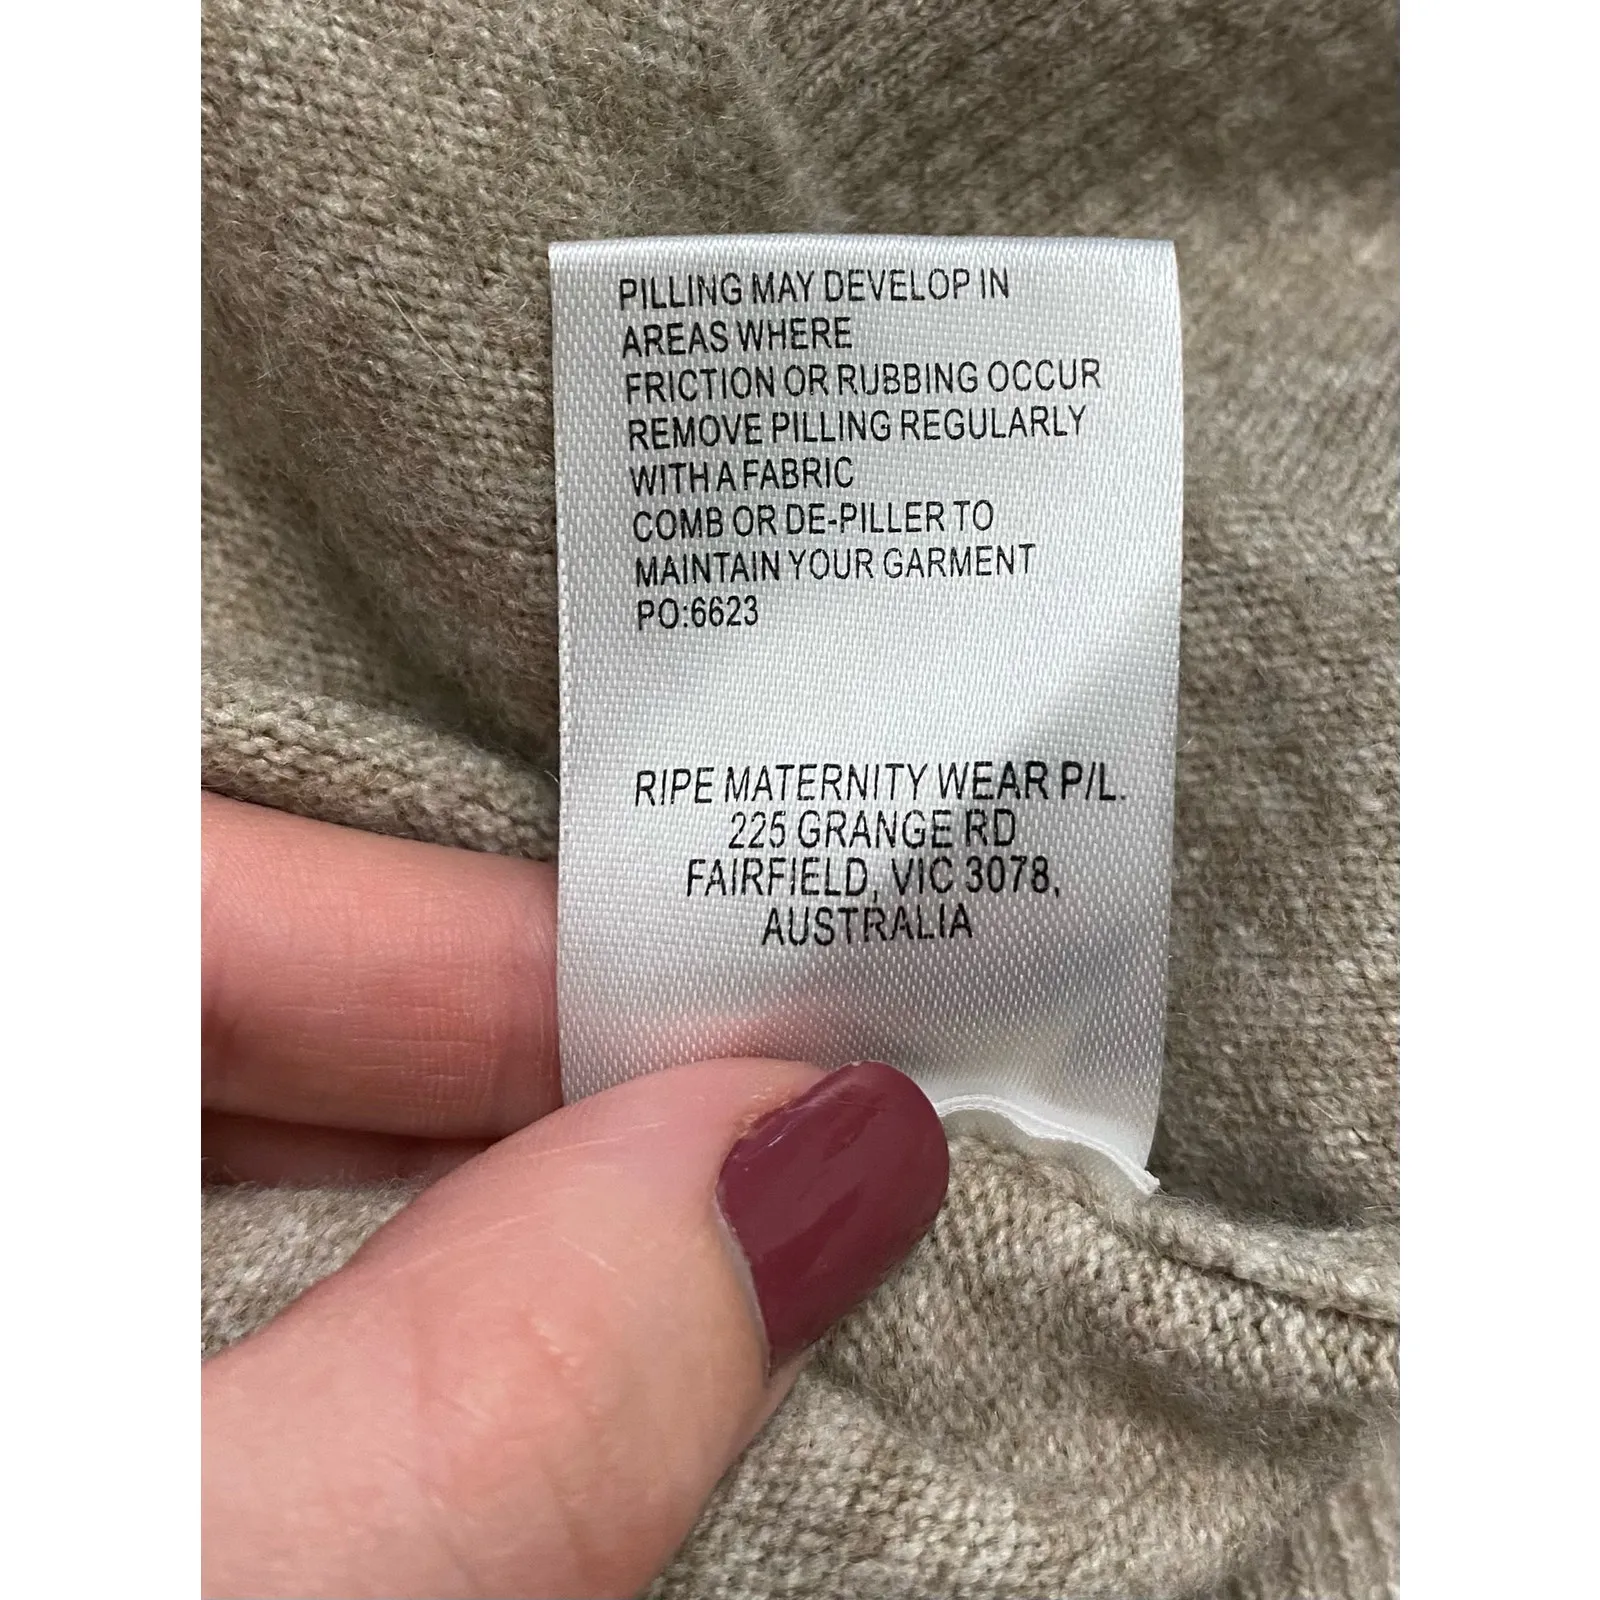 PILLING MAY DEVELOP IN
AREAS WHERE
FRICTION OR RUBBING OCCUR
REMOVE PILLING REGULARLY
WITH A FABRIC
COMB OR DE-PILLER TO
MAINTAIN YOUR GARMENT
PO:6623
RIPE MATERNITY WEAR P/L.
225 GRANGE RD
FAIRFIELD, VIC 3078,
AUSTRALIA